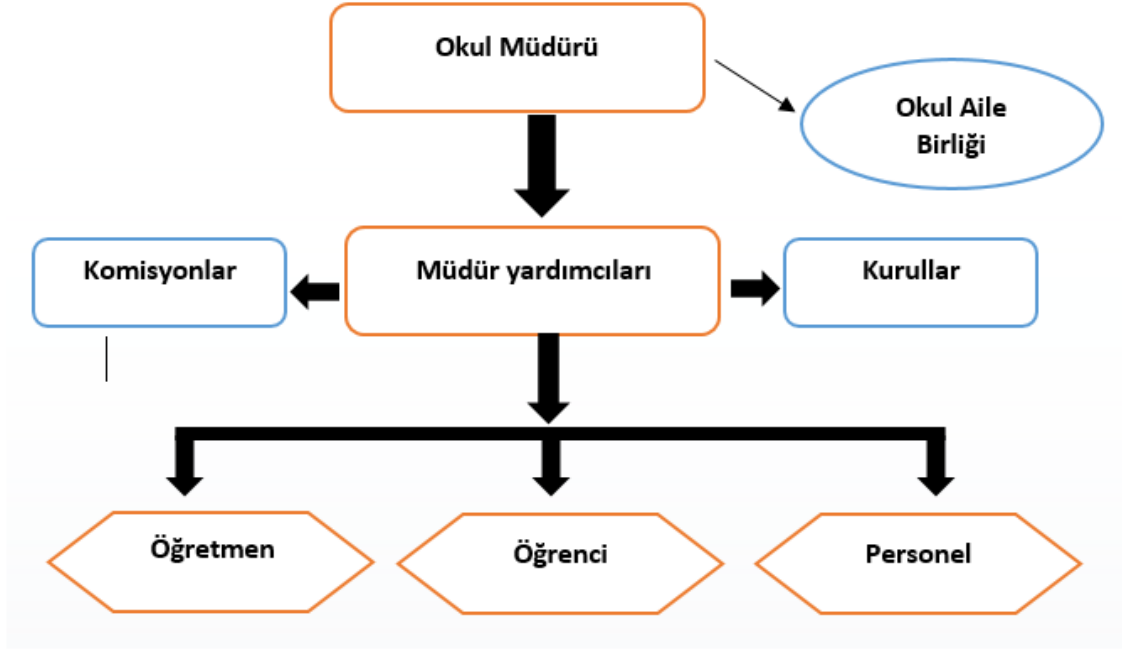 Okul Müdürü
Okul Aile
Birliği
Komisyonlar
Müdür yardımcıları
Kurullar
Öğretmen
Öğrenci
Personel